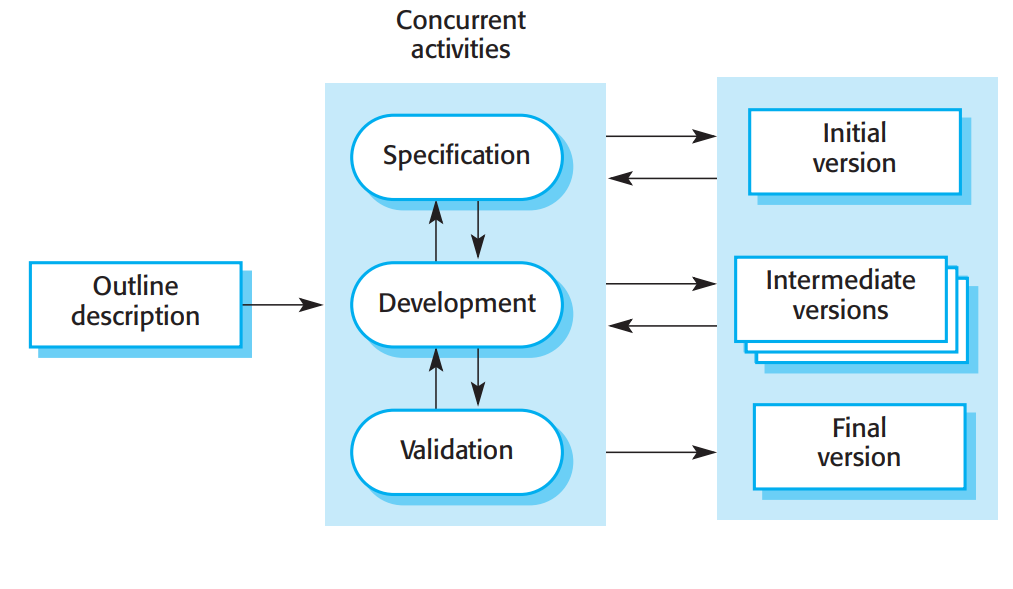 Concurrent
activities
Specification
Initial
version
Outline
description
Development
Intermediate
versions
Validation
Final
version